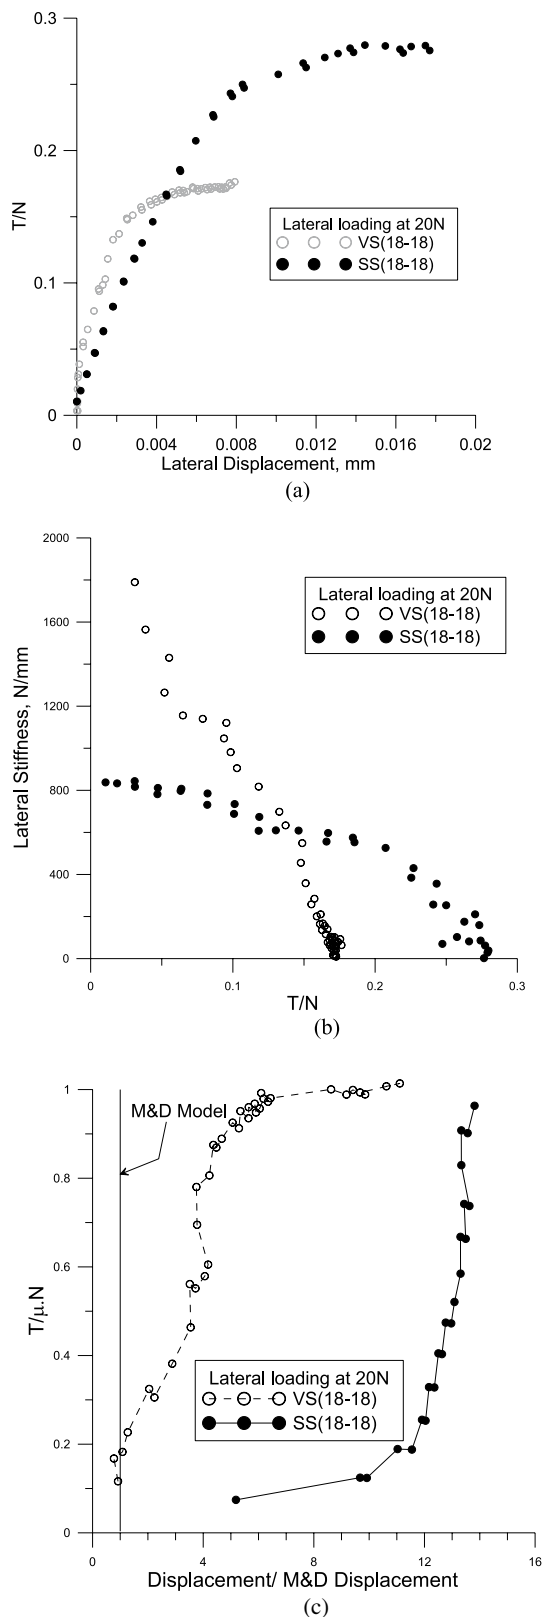 0.3
0.2
T/N
Lateral loading at 20N
VS(18-18)
SS(18-18)
0.1
0
0 0.004 0.008 0.012 0.016 0.02
Lateral Displacement, mm
(a)
2000
1600
Lateral loading at 20N
VS(18-18)
SS(18-18)
1200
Lateral Stiffness, N/mm
800
400
0
0 0.1 0.2 0.3
T/N
(b)
1
M&D Model
0.8
0.6
T/μ.N
0.4
Lateral loading at 20N
VS(18-18)
SS(18-18)
0.2
0
0 4 8 12 16
Displacement/ M&D Displacement
(c)